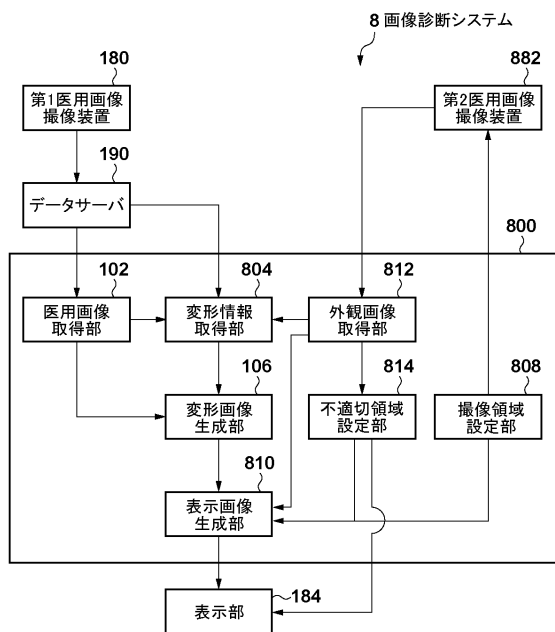 8 画像診断システム
180
第1医用画像
撮像装置
882
第2医用画像
撮像装置
190
データサーバ
800
102
医用画像
取得部
804
変形情報
取得部
812
外観画像
取得部
106
変形画像
生成部
814
不適切領域
設定部
808
撮像領域
設定部
810
表示画像
生成部
184
表示部